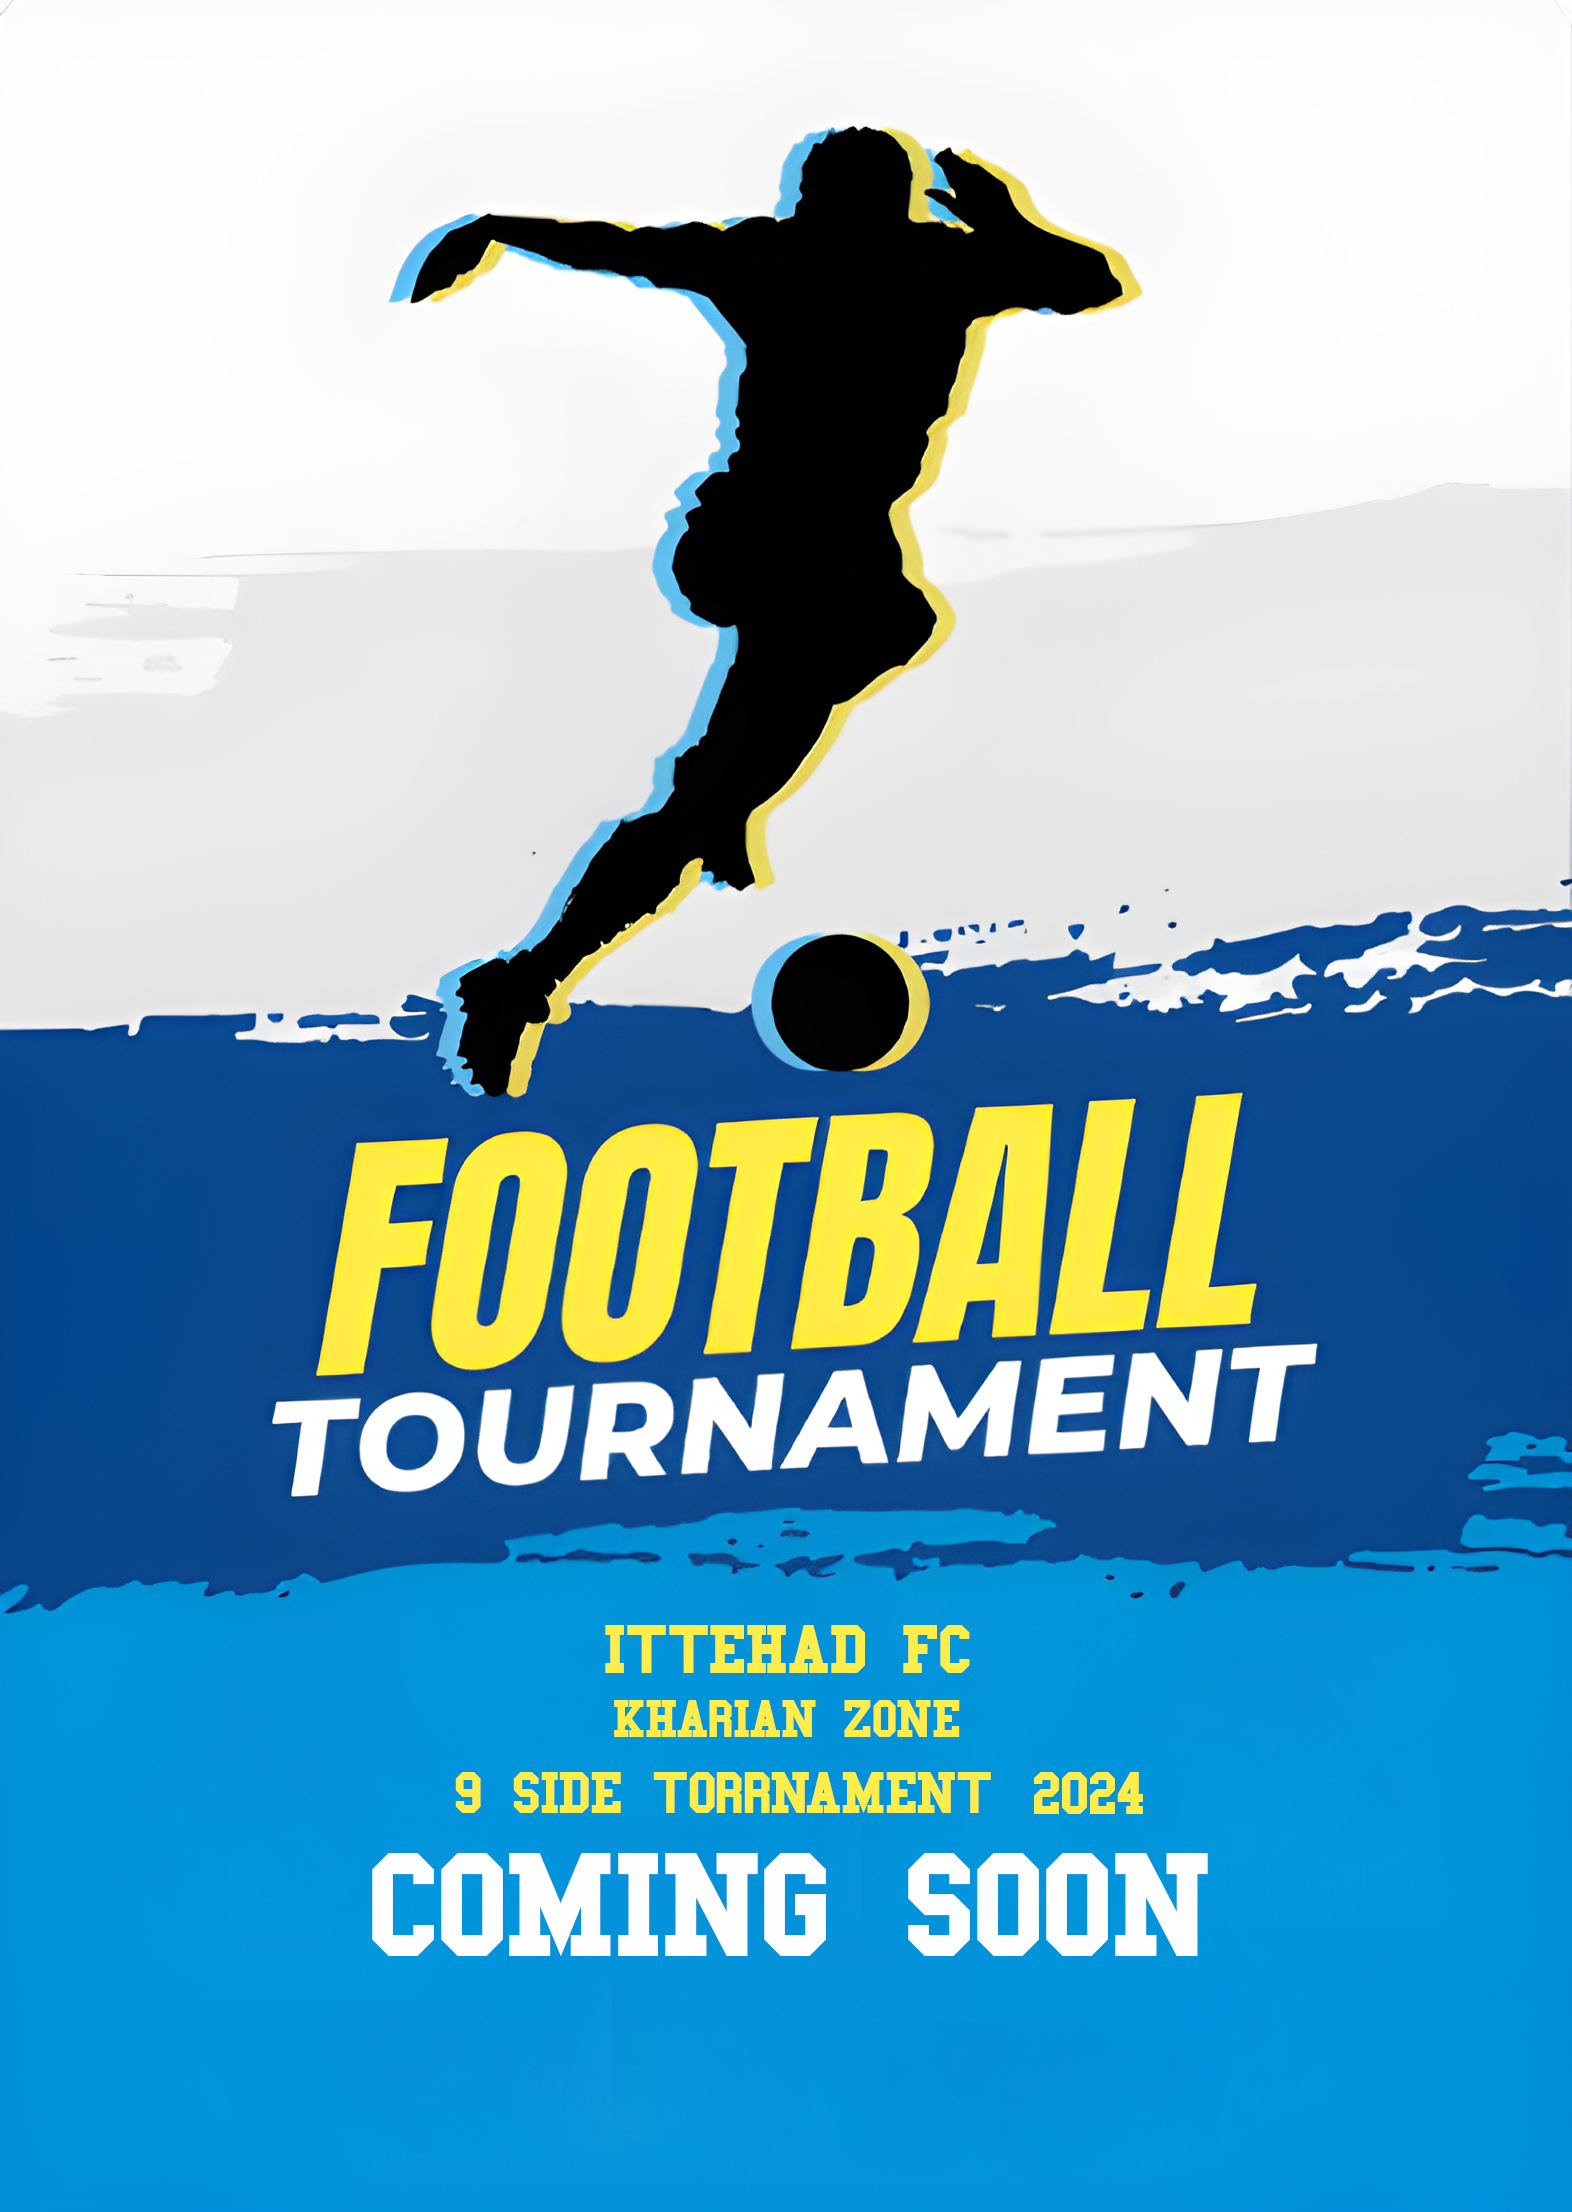 FOOTBALL
TOURNAMENT
ITTEHAD FC
KHARIAN ZONE
9 SIDE TORRNAMENT 2024
COMING SOON